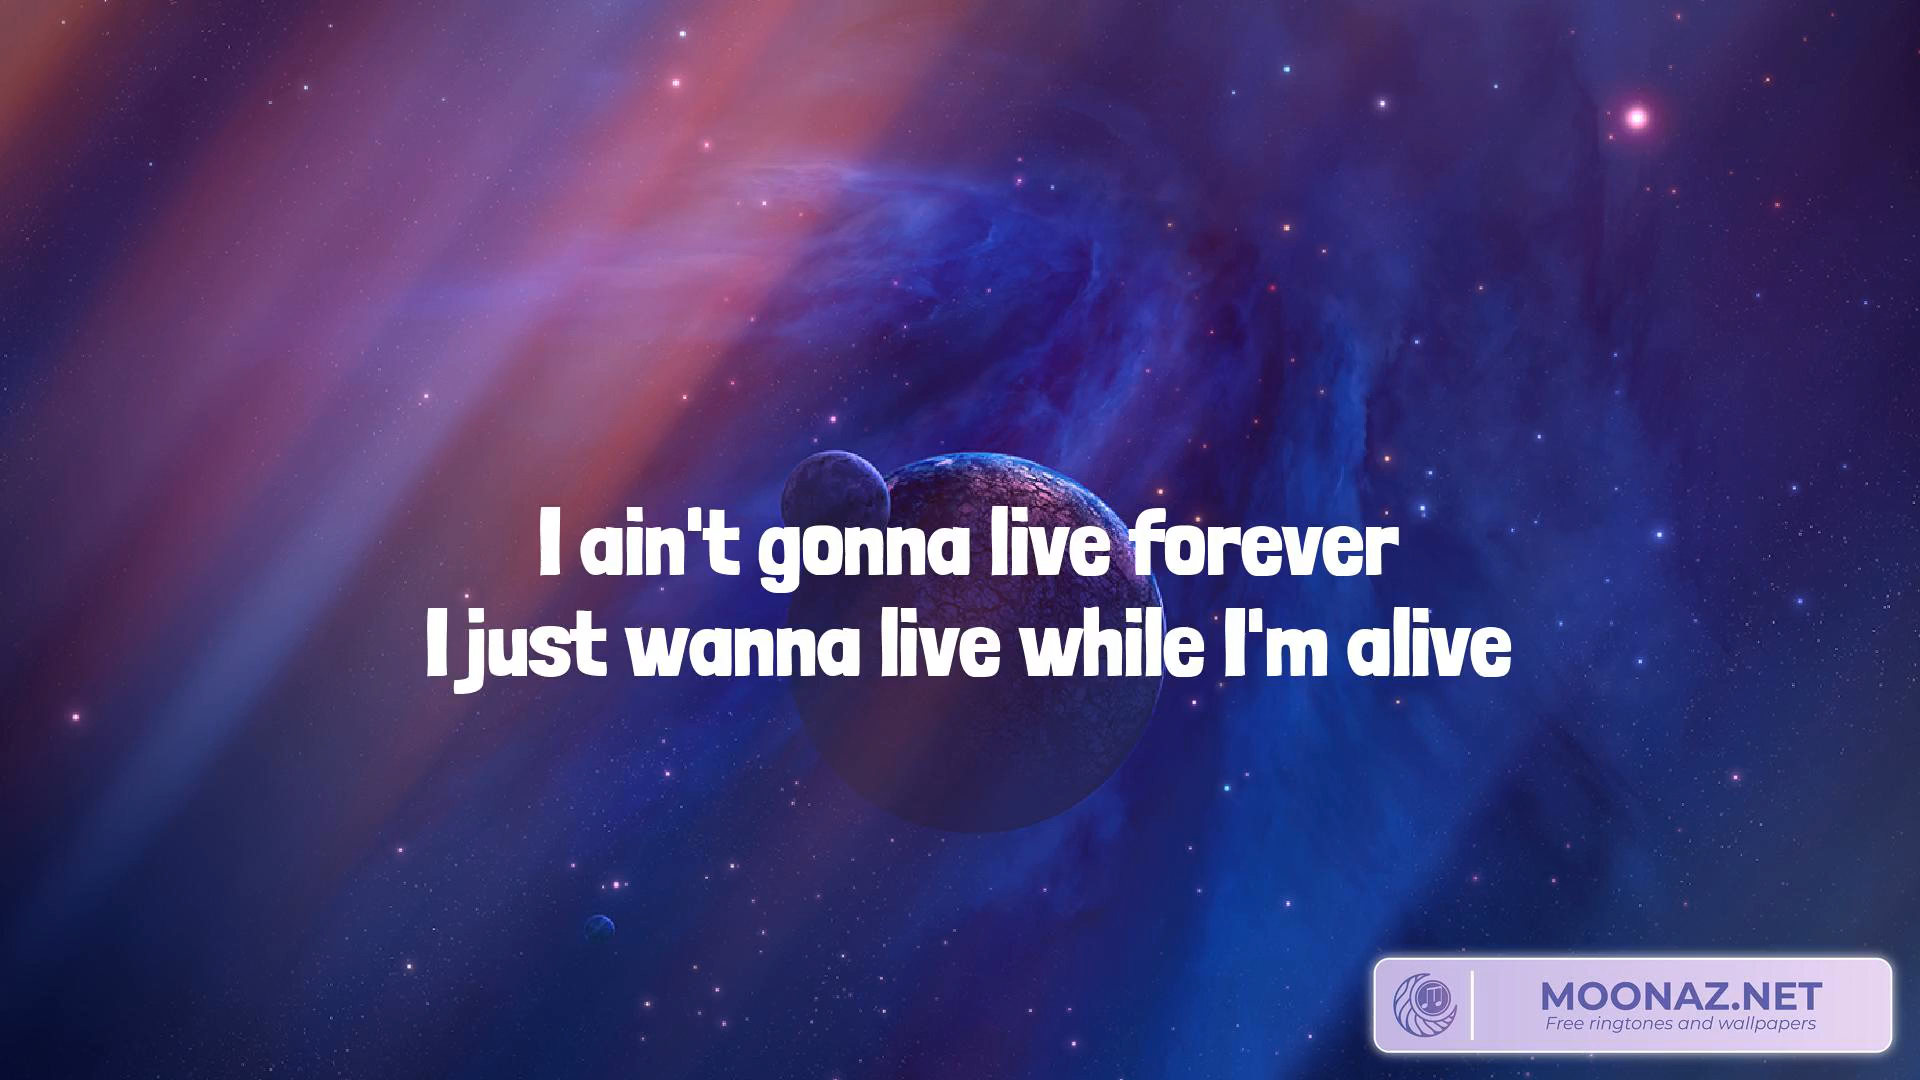 I ain't gonna live forever
I just wanna live while I'm alive
MOONAZ.NET
Free ringtones and wallpapers